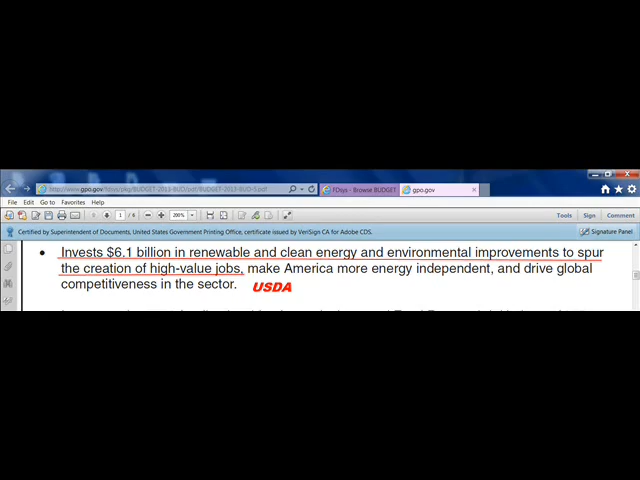 http://www.gpo.gov/fdsys/pkg/BUDGET-2013-BUD/pdf/BUDGET-2013-BUD-5.pdf
FDsys - Browse BUDGET
gpo.gov
File Edit Go to Favorites Help
1 / 6 200% Tools Sign Comment
Certified by Superintendent of Documents, United States Government Printing Office, certificate issued by VeriSign CA for Adobe CDS. Signature Panel
• Invests $6.1 billion in renewable and clean energy and environmental improvements to spur
the creation of high-value jobs, make America more energy independent, and drive global
competitiveness in the sector. USDA